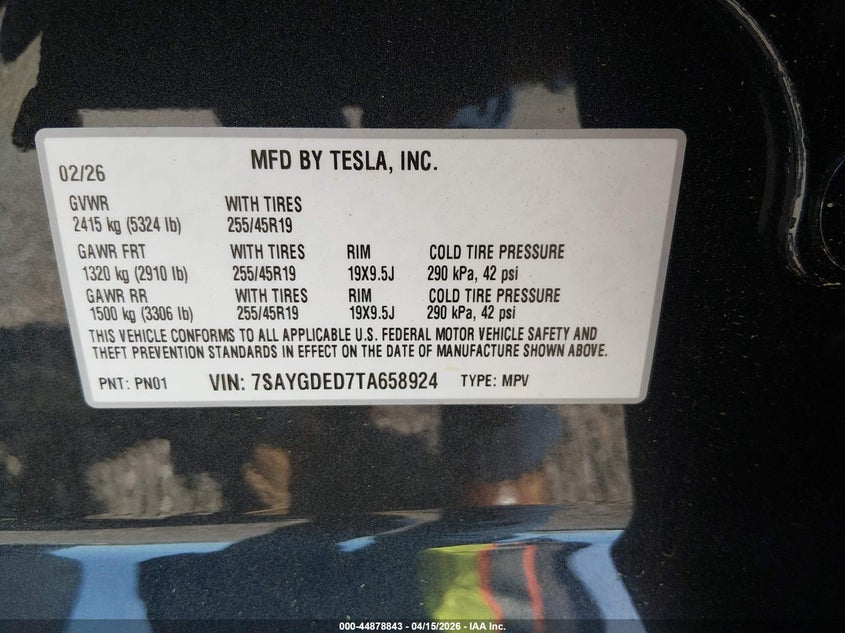 MFD BY TESLA, INC.
02/26
GVWR WITH TIRES
2415 kg (5324 lb) 255/45R19
GAWR FRT WITH TIRES RIM COLD TIRE PRESSURE
1320 kg (2910 lb) 255/45R19 19X9.5J 290 kPa, 42 psi
GAWR RR WITH TIRES RIM COLD TIRE PRESSURE
1500 kg (3306 lb) 255/45R19 19X9.5J 290 kPa, 42 psi
THIS VEHICLE CONFORMS TO ALL APPLICABLE U.S. FEDERAL MOTOR VEHICLE SAFETY AND
THEFT PREVENTION STANDARDS IN EFFECT ON THE DATE OF MANUFACTURE SHOWN ABOVE.
PNT: PN01 VIN: 7SAYGDED7TA658924 TYPE: MPV
000-44878843 - 04/15/2026 - IAA Inc.